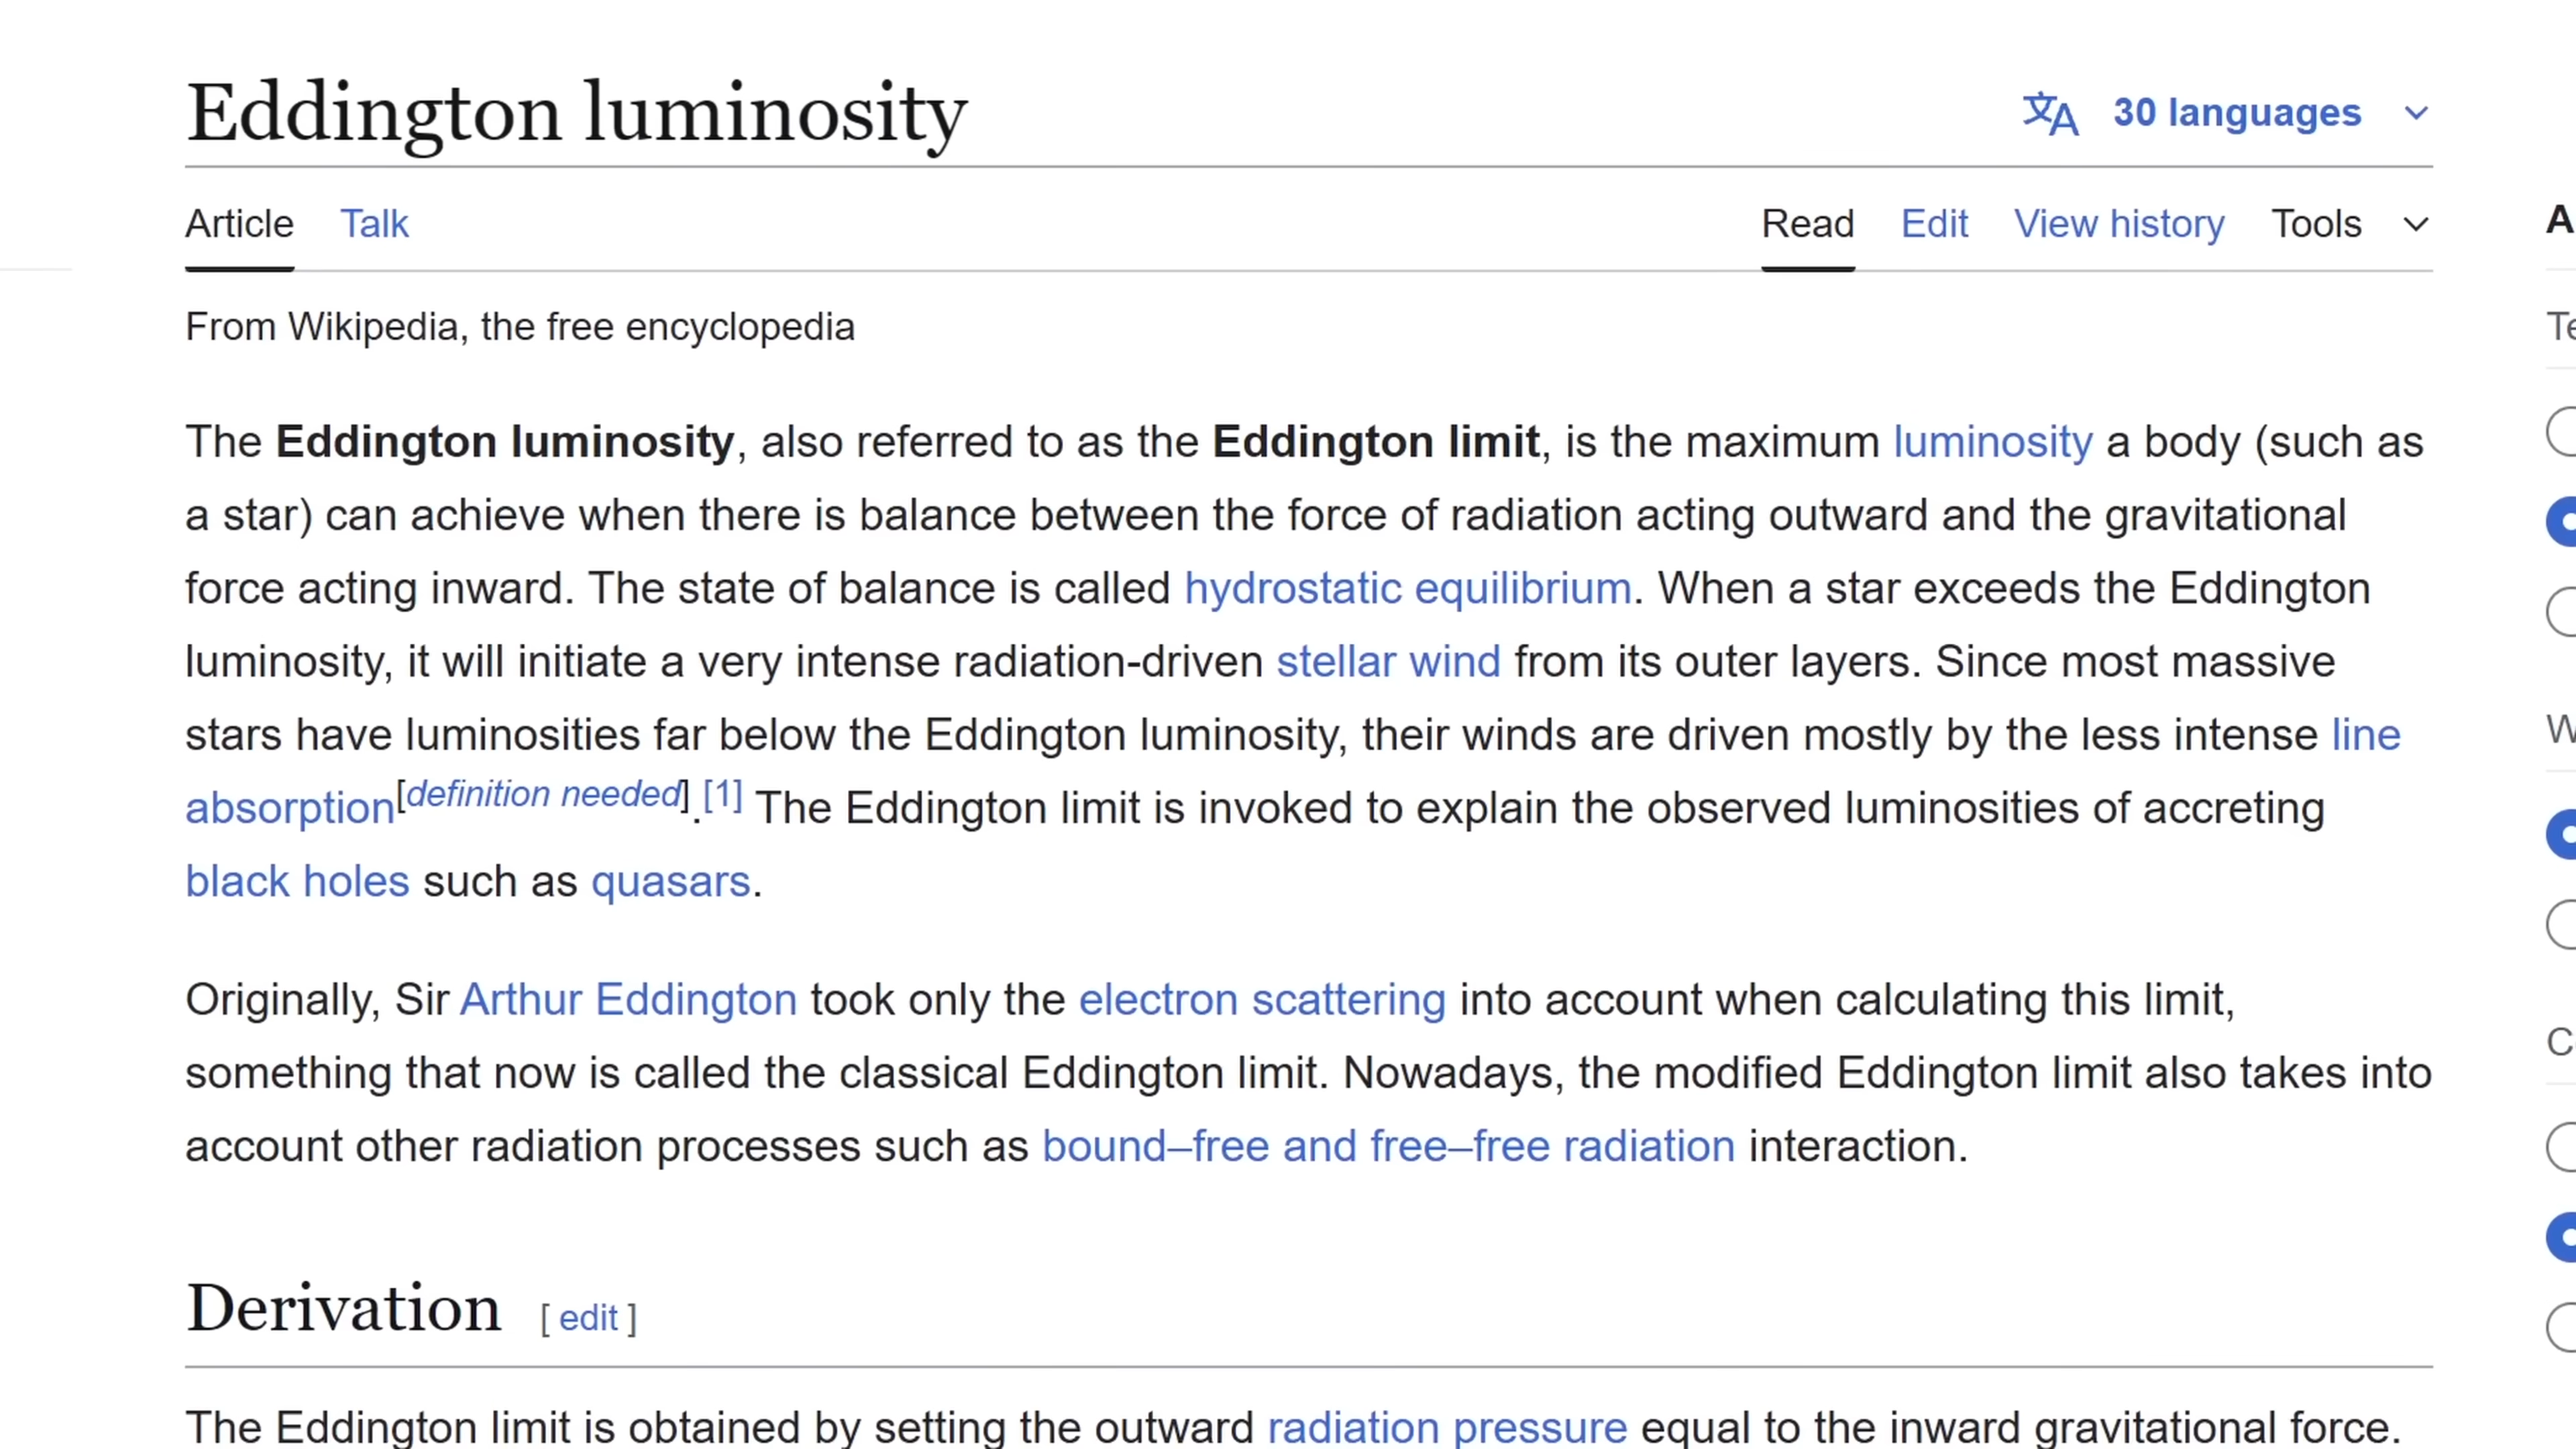 Eddington luminosity
文A 30 languages
Article Talk Read Edit View history Tools
From Wikipedia, the free encyclopedia
The Eddington luminosity, also referred to as the Eddington limit, is the maximum luminosity a body (such as
a star) can achieve when there is balance between the force of radiation acting outward and the gravitational
force acting inward. The state of balance is called hydrostatic equilibrium. When a star exceeds the Eddington
luminosity, it will initiate a very intense radiation-driven stellar wind from its outer layers. Since most massive
stars have luminosities far below the Eddington luminosity, their winds are driven mostly by the less intense line
absorption[definition needed].[1] The Eddington limit is invoked to explain the observed luminosities of accreting
black holes such as quasars.
Originally, Sir Arthur Eddington took only the electron scattering into account when calculating this limit,
something that now is called the classical Eddington limit. Nowadays, the modified Eddington limit also takes into
account other radiation processes such as bound–free and free–free radiation interaction.
Derivation [ edit ]
The Eddington limit is obtained by setting the outward radiation pressure equal to the inward gravitational force.